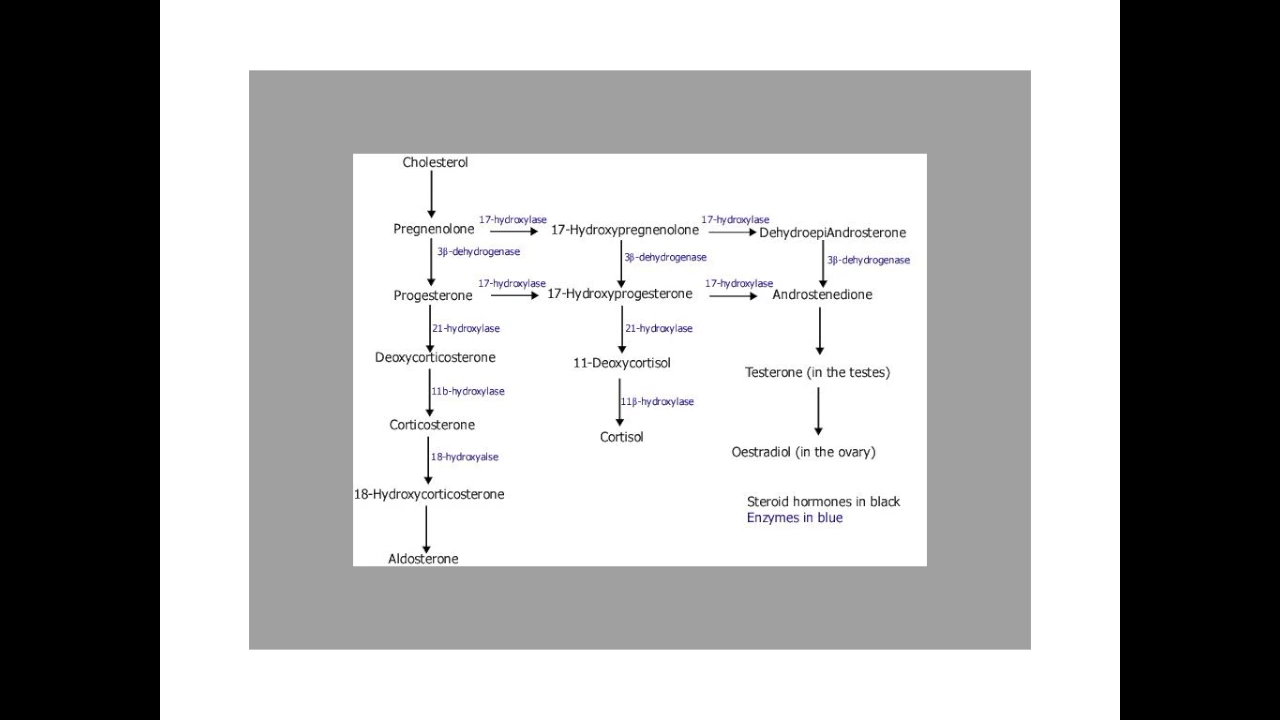 Cholesterol
17-hydroxylase
17-hydroxylase
Pregnenolone
17-Hydroxypregnenolone
DehydroepiAndrosterone
3β-dehydrogenase
3β-dehydrogenase
3β-dehydrogenase
17-hydroxylase
17-hydroxylase
Progesterone
17-Hydroxyprogesterone
Androstenedione
21-hydroxylase
21-hydroxylase
Deoxycorticosterone
11-Deoxycortisol
Testerone (in the testes)
11b-hydroxylase
11β-hydroxylase
Corticosterone
Cortisol
Oestradiol (in the ovary)
18-hydroxyalse
18-Hydroxycorticosterone
Steroid hormones in black
Enzymes in blue
Aldosterone